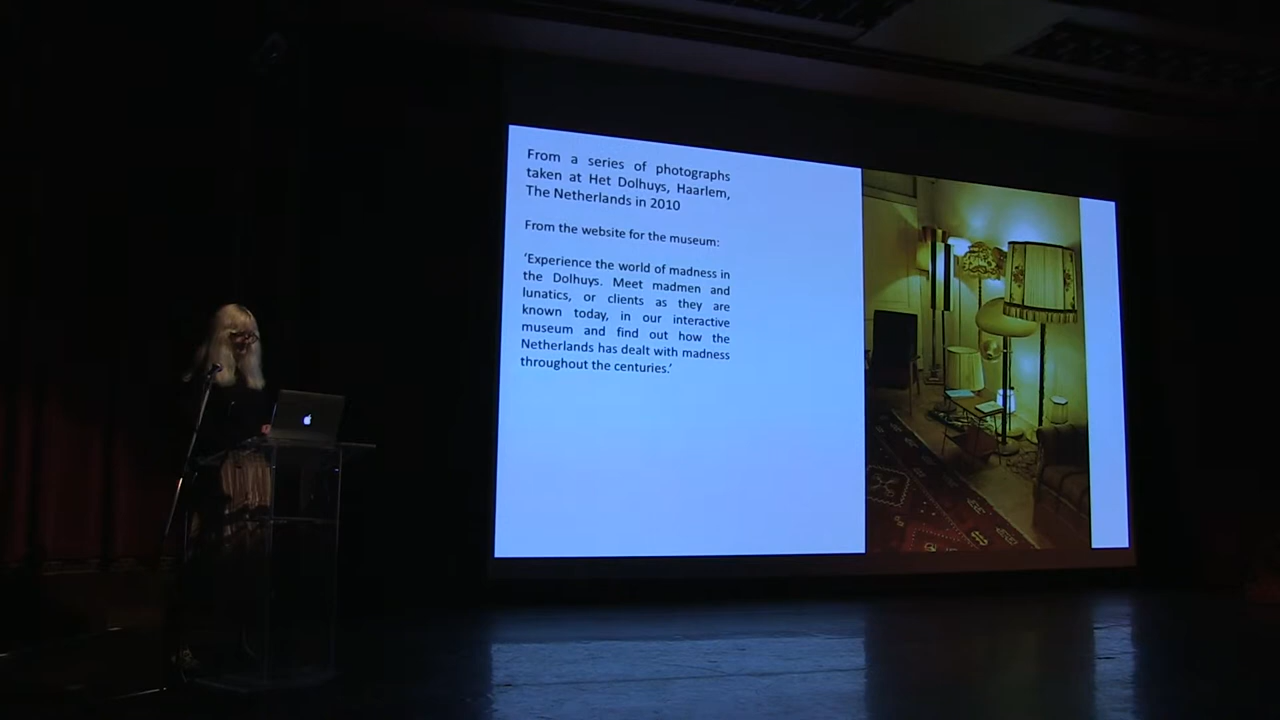 From a series of photographs
taken at Het Dolhuys, Haarlem,
The Netherlands in 2010
From the website for the museum:
‘Experience the world of madness in
the Dolhuys. Meet madmen and
lunatics, or clients as they are
known today, in our interactive
museum and find out how the
Netherlands has dealt with madness
throughout the centuries.’